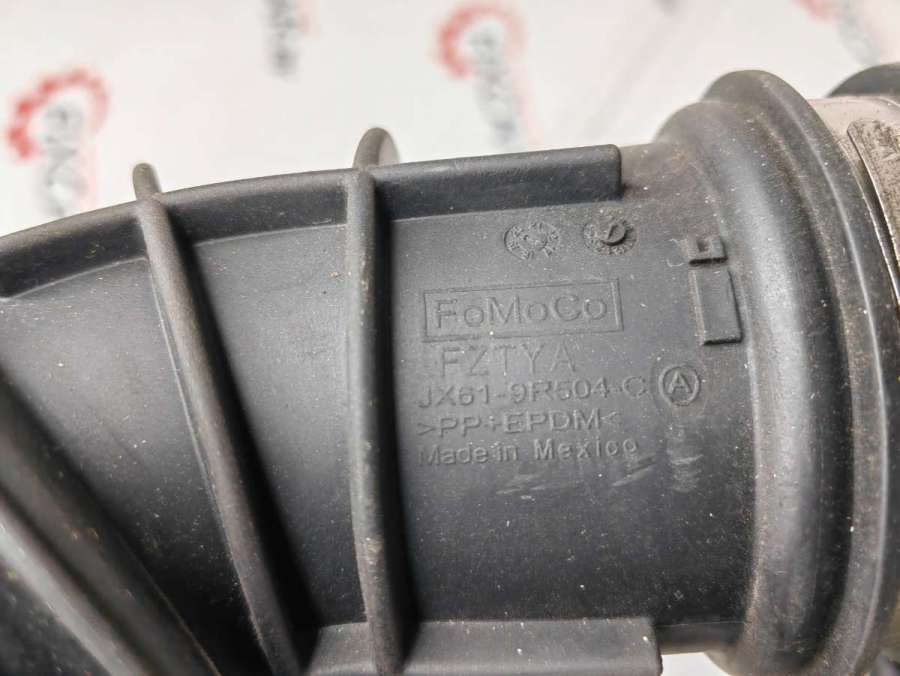 FoMoCo
FZTYA
JX61-9R504-C A
>PP+EPDM<
Made in Mexico